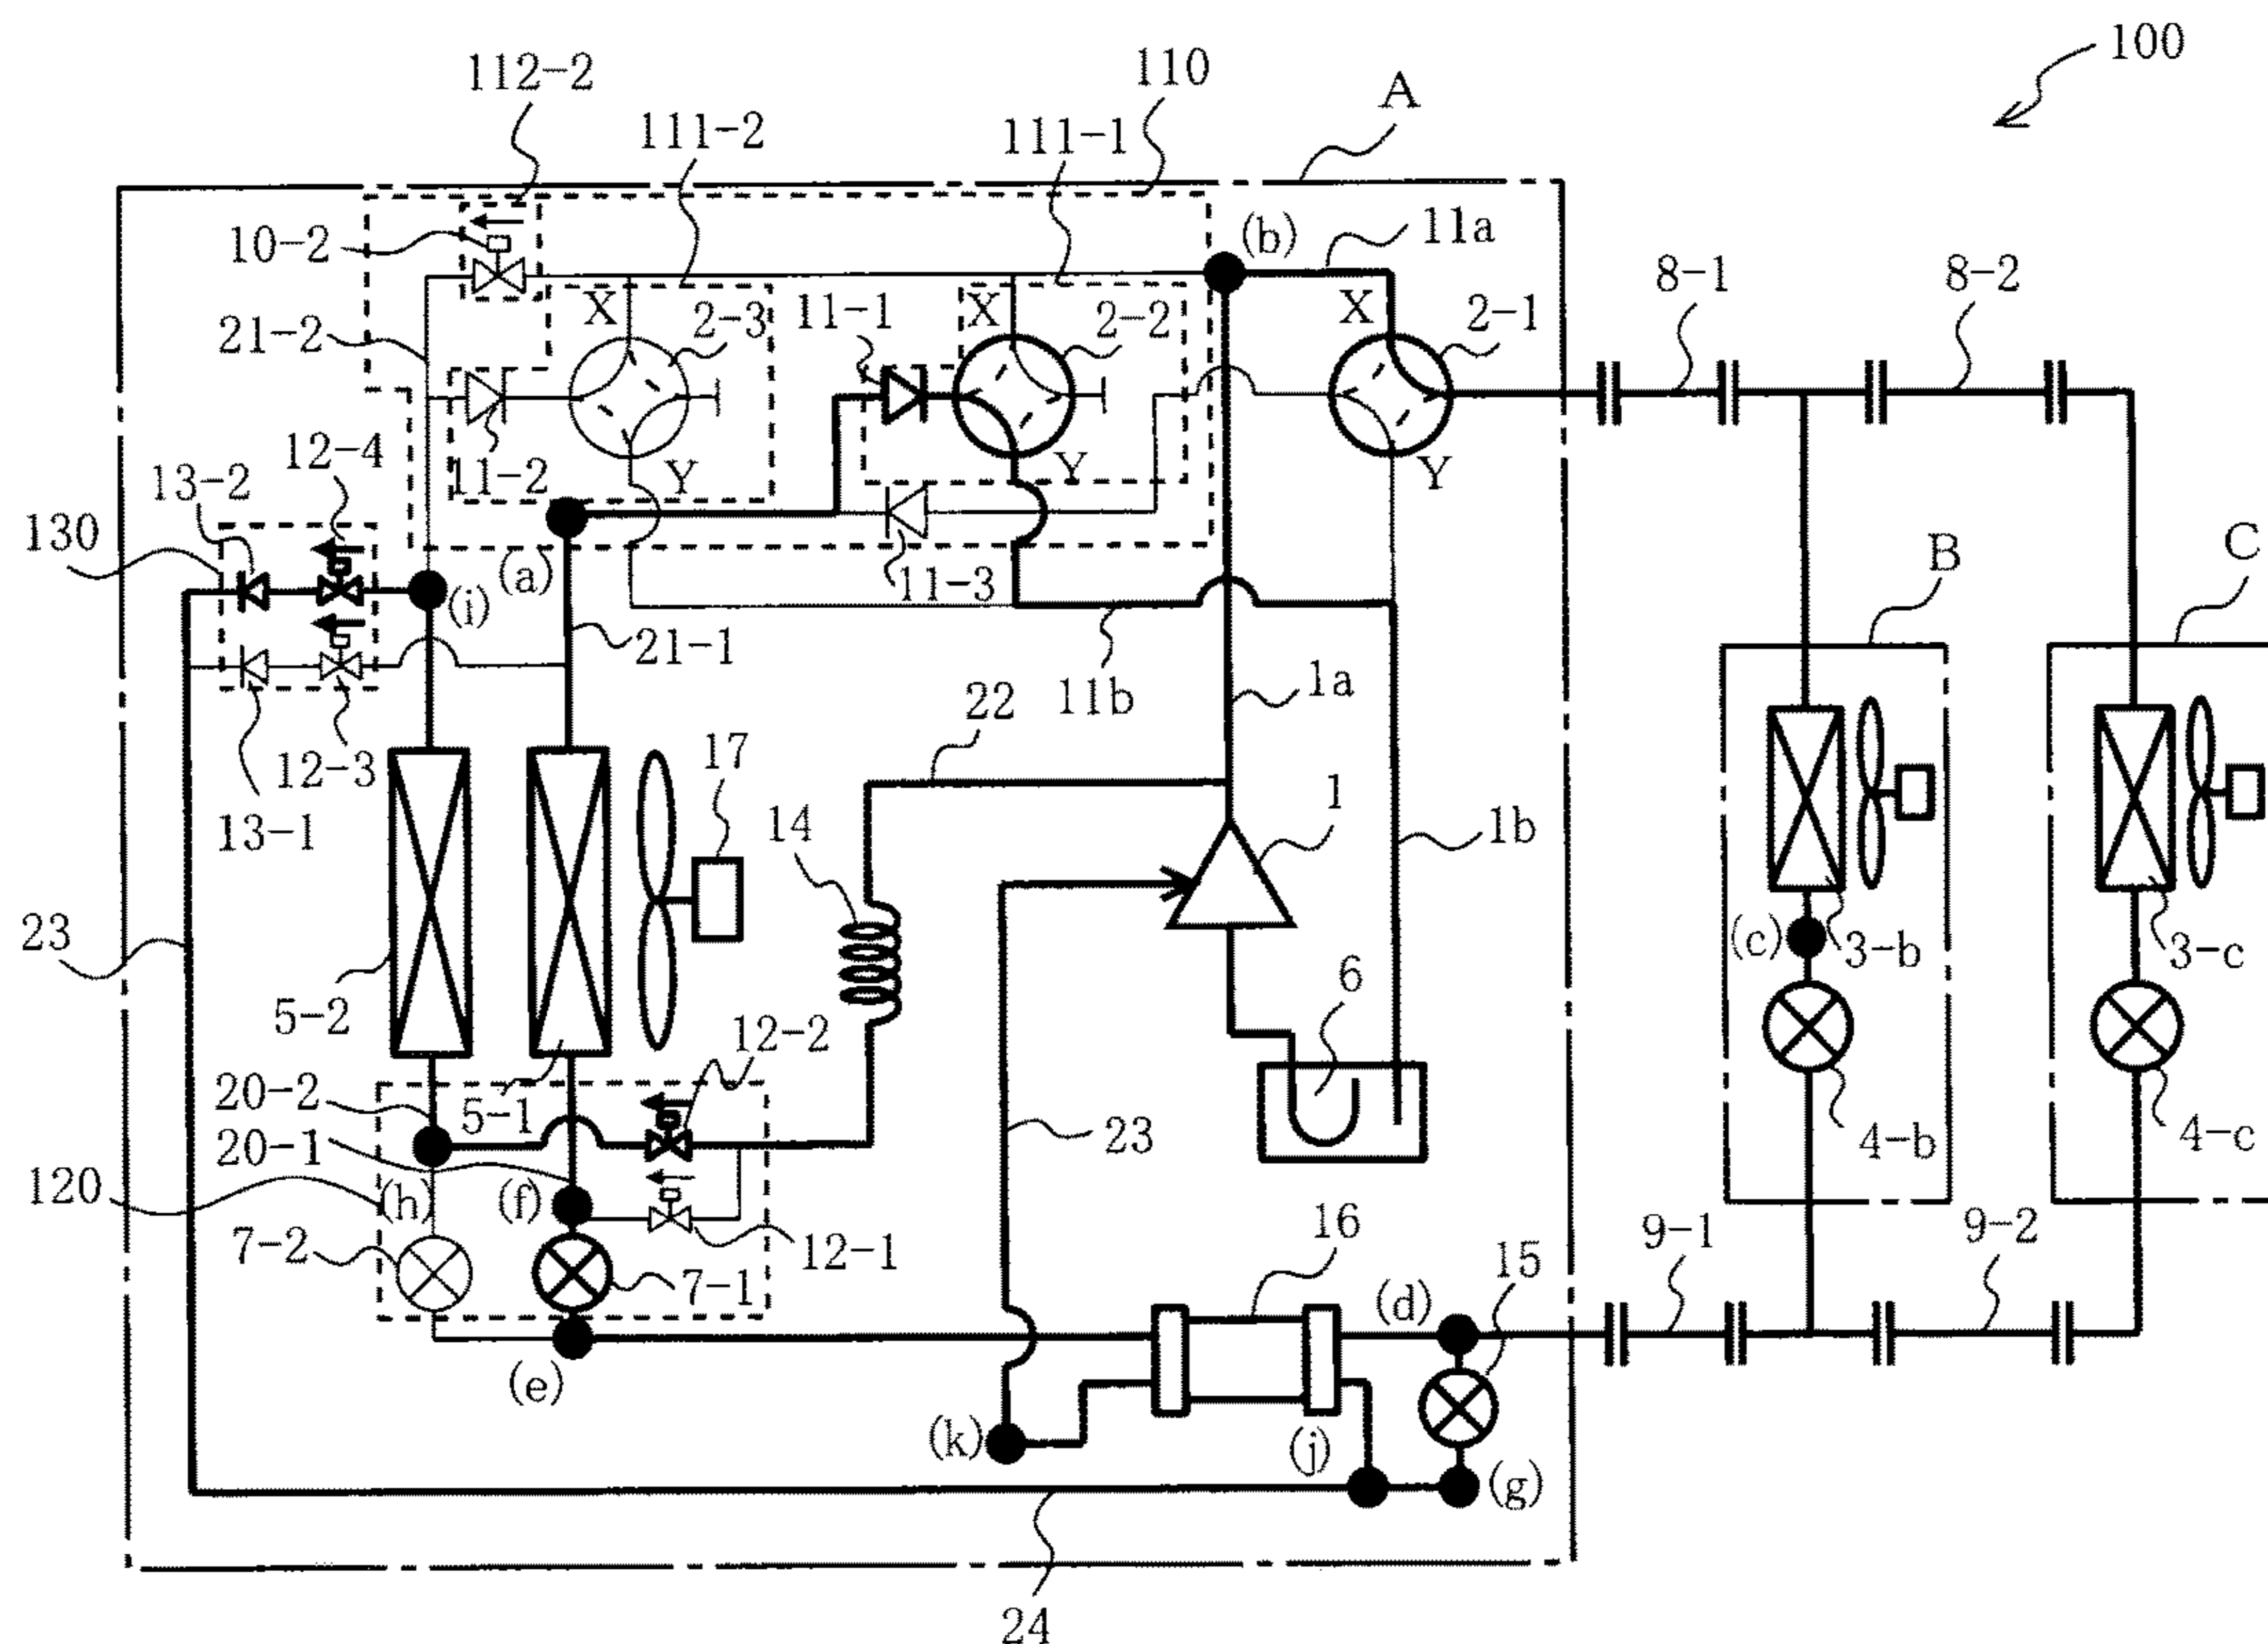 100
112-2
110
111-2
111-1
A
10-2
(b)
11a
8-1
8-2
21-2
X
2-3
11-1
X
2-2
X
2-1
12-4
13-2
11-2
Y
Y
Y
130
(i)
(a)
11-3
B
C
21-1
11b
1a
22
12-3
13-1
17
14
1
1b
23
5-2
(c)
3-b
3-c
6
12-2
20-2
5-1
20-1
23
4-b
4-c
120
(h)
(f)
7-2
12-1
7-1
16
(d)
15
9-1
9-2
(e)
(k)
(j)
(g)
24